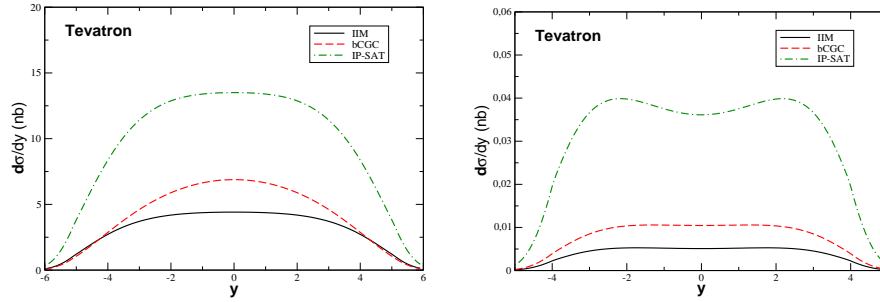 20
15
10
5
0
dσ/dy (nb)
Tevatron
IIM
bCGC
IP-SAT
-6
-4
-2
0
2
4
6
y
0,06
0,05
0,04
0,03
0,02
0,01
0
dσ/dy (nb)
Tevatron
IIM
bCGC
IP-SAT
-4
-2
0
2
4
y